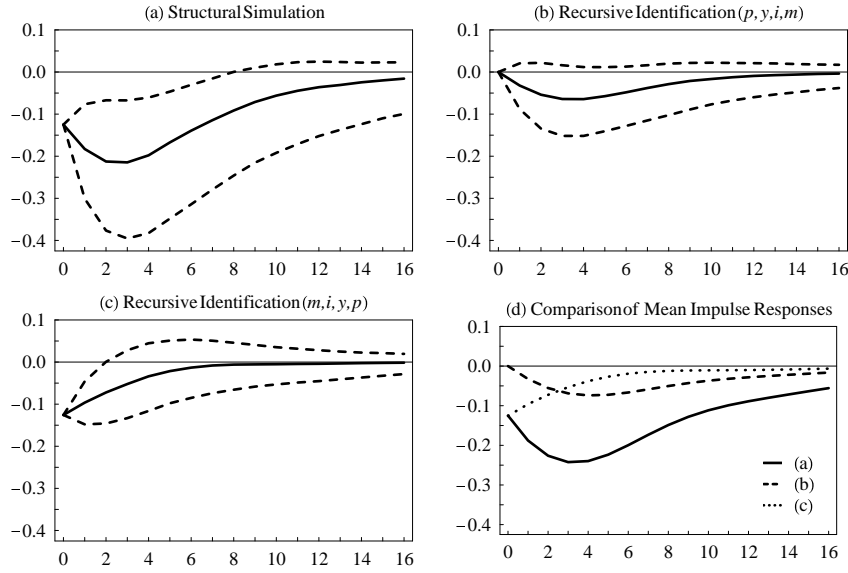 (a) Structural Simulation
0.1
0.0
−0.1
−0.2
−0.3
−0.4
0 2 4 6 8 10 12 14 16
(b) Recursive Identification (p, y,i,m)
0.1
0.0
−0.1
−0.2
−0.3
−0.4
0 2 4 6 8 10 12 14 16
(c) Recursive Identification (m,i, y,p)
0.1
0.0
−0.1
−0.2
−0.3
−0.4
0 2 4 6 8 10 12 14 16
(d) Comparison of Mean Impulse Responses
0.1
0.0
−0.1
−0.2
−0.3
−0.4
0 2 4 6 8 10 12 14 16
(a)
(b)
(c)